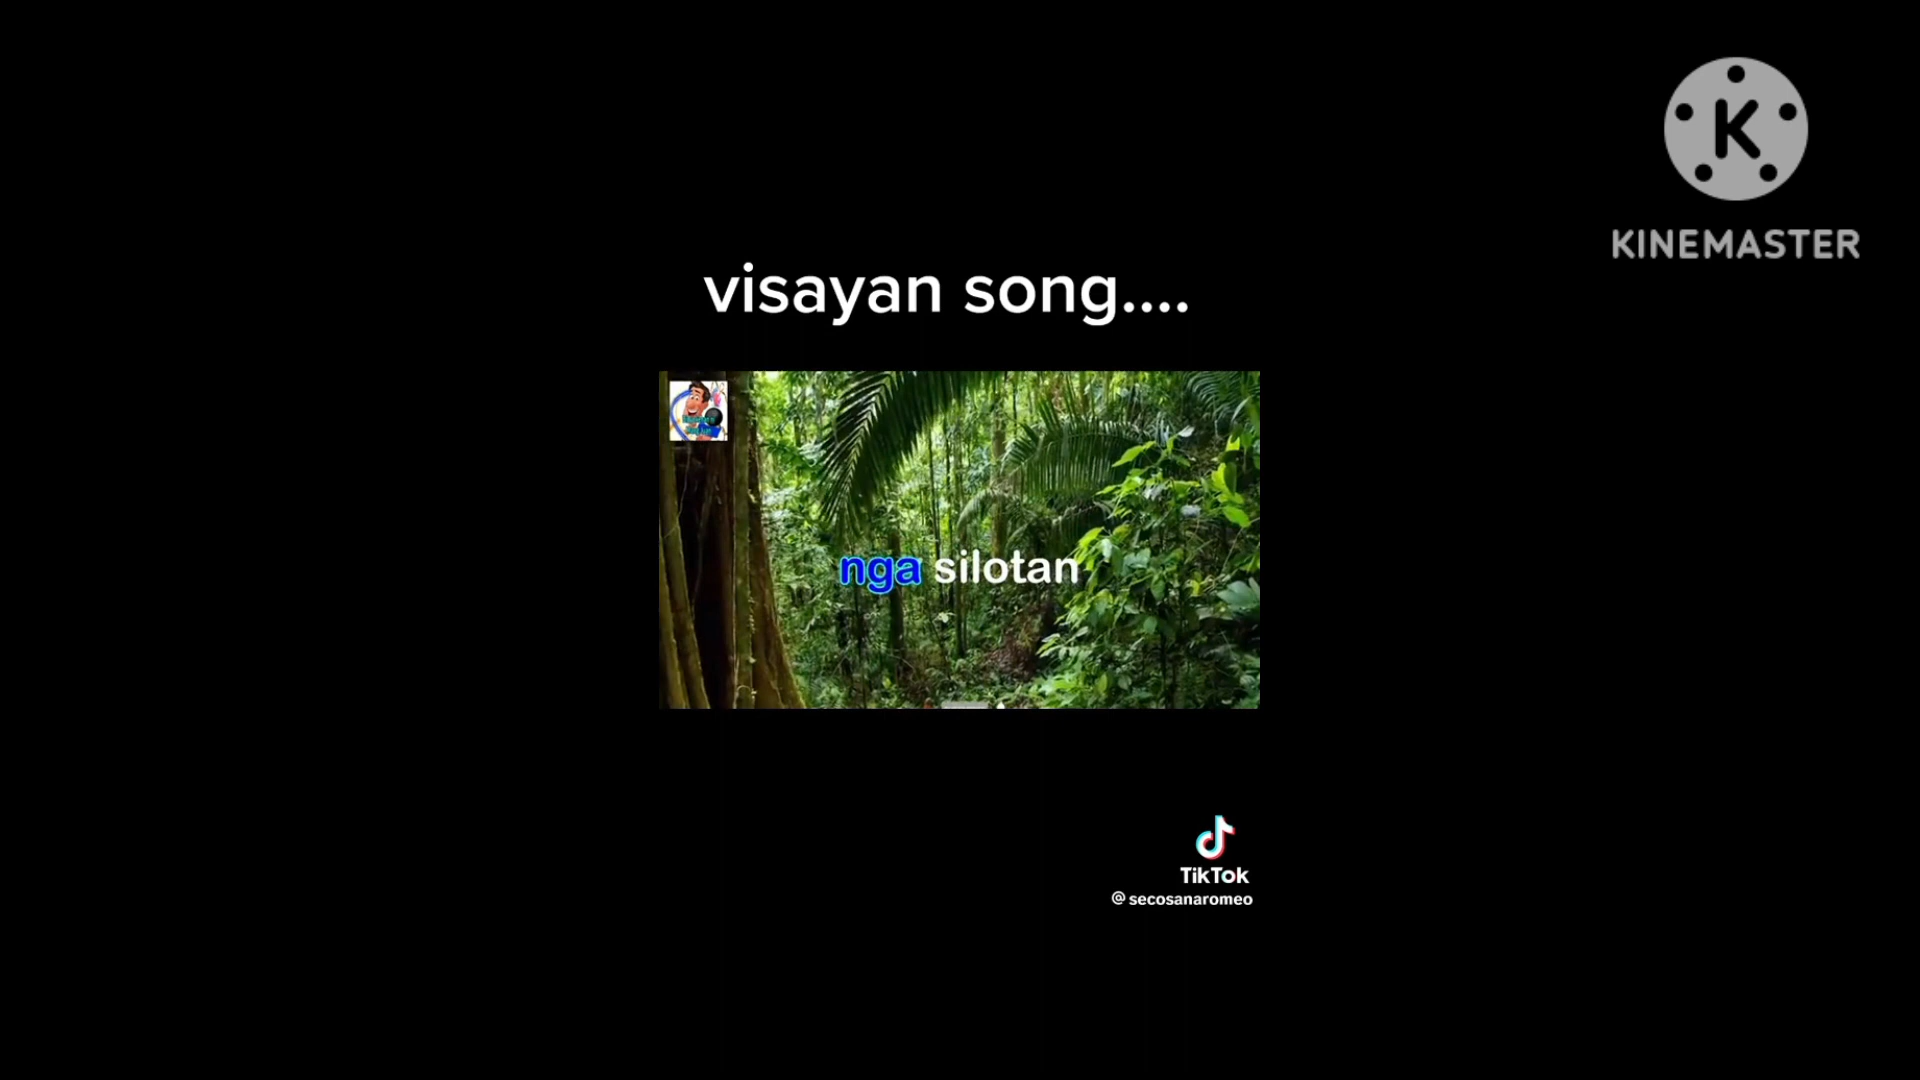 KINEMASTER
visayan song....
nga silotan
TikTok
@secosanaromeo